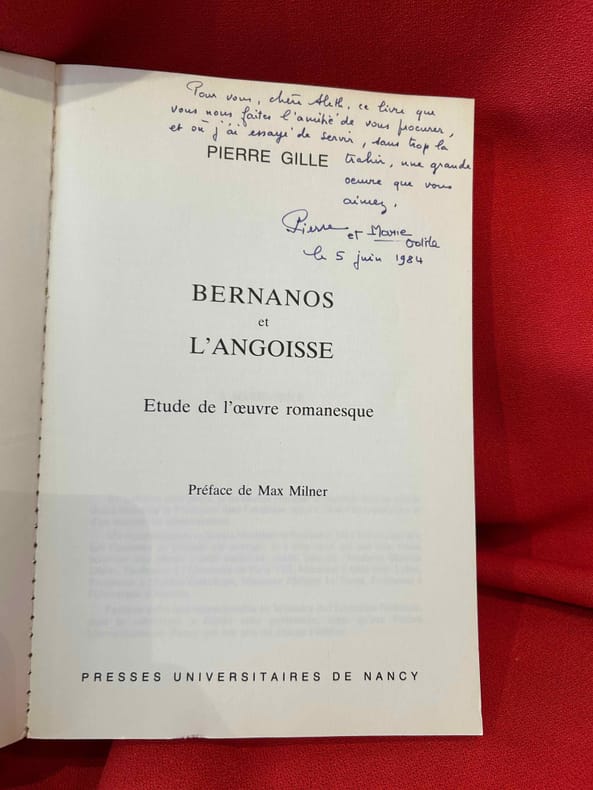 Pour vous, chère Aleth, ce livre que
vous nous faites l'amitié de vous procurer,
et où j'ai essayé de servir, sans trop la
PIERRE GILLE trahir, une grande
oeuvre que vous
aimez,
Pierre et Marie
Odile
le 5 juin 1984
BERNANOS
et
L'ANGOISSE
Etude de l'œuvre romanesque
Préface de Max Milner
PRESSES UNIVERSITAIRES DE NANCY